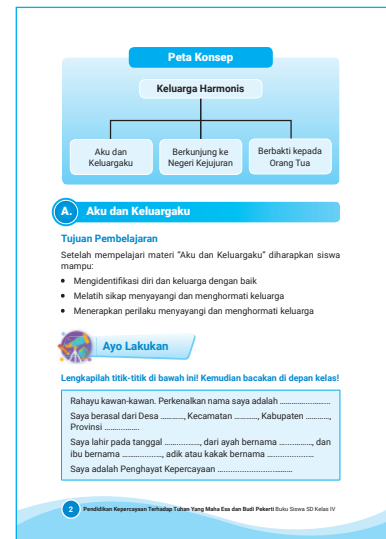 Peta Konsep
Keluarga Harmonis
Aku dan
Keluargaku
Berkunjung ke
Negeri Kejujuran
Berbakti kepada
Orang Tua
A. Aku dan Keluargaku
Tujuan Pembelajaran
Setelah mempelajari materi "Aku dan Keluargaku" diharapkan siswa
mampu:
• Mengidentifikasi diri dan keluarga dengan baik
• Melatih sikap menyayangi dan menghormati keluarga
• Menerapkan perilaku menyayangi dan menghormati keluarga
Ayo Lakukan
Lengkapilah titik-titik di bawah ini! Kemudian bacakan di depan kelas!
Rahayu kawan-kawan. Perkenalkan nama saya adalah ........................
Saya berasal dari Desa ..........., Kecamatan ..........., Kabupaten ...........,
Provinsi .................
Saya lahir pada tanggal ................., dari ayah bernama ................, dan
ibu bernama ..................., adik atau kakak bernama ......................
Saya adalah Penghayat Kepercayaan ...................................
2 Pendidikan Kepercayaan Terhadap Tuhan Yang Maha Esa dan Budi Pekerti Buku Siswa SD Kelas IV